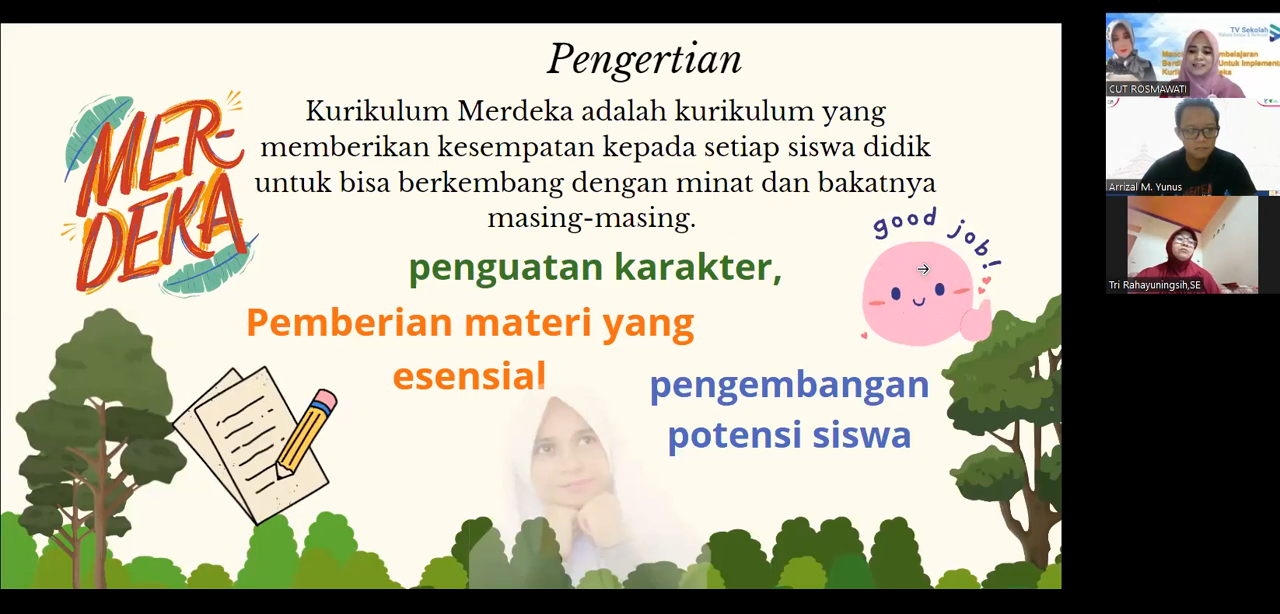 Pengertian
MER-
DEKA
Kurikulum Merdeka adalah kurikulum yang
memberikan kesempatan kepada setiap siswa didik
untuk bisa berkembang dengan minat dan bakatnya
masing-masing.
good job!
penguatan karakter,
Pemberian materi yang
esensial
pengembangan
potensi siswa
TV Sekolah
CUT ROSMAWATI
Arrizal M. Yunus
Tri Rahayuningsih,SE